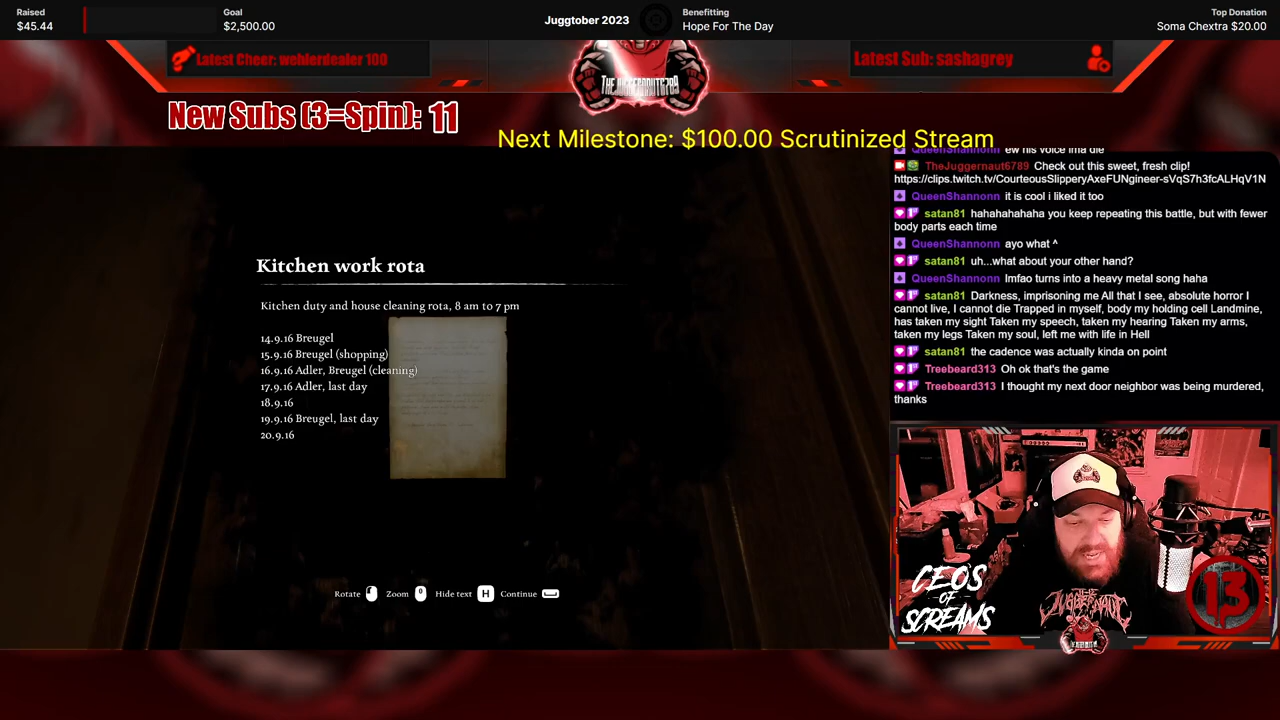 Raised
$45.44
Goal
$2,500.00
Juggtober 2023
Benefitting
Hope For The Day
Top Donation
Soma Chextra $20.00
Latest Cheer: wehlerdealer 100
THEJUGGERNAUT6789
Latest Sub: sashagrey
New Subs (3=Spin): 11
Next Milestone: $100.00 Scrutinized Stream
QueenShannonn ew his voice ima die
TheJuggernaut6789 Check out this sweet, fresh clip!
https://clips.twitch.tv/CourteousSlipperyAxeFUNgineer-sVqS7h3fcALHqV1N
QueenShannonn it is cool i liked it too
satan81 hahahahahaha you keep repeating this battle, but with fewer
body parts each time
QueenShannonn ayo what ^
satan81 uh...what about your other hand?
QueenShannonn lmfao turns into a heavy metal song haha
satan81 Darkness, imprisoning me All that I see, absolute horror I
cannot live, I cannot die Trapped in myself, body my holding cell Landmine,
has taken my sight Taken my speech, taken my hearing Taken my arms,
taken my legs Taken my soul, left me with life in Hell
satan81 the cadence was actually kinda on point
Treebeard313 Oh ok that's the game
Treebeard313 I thought my next door neighbor was being murdered,
thanks
Kitchen work rota
Kitchen duty and house cleaning rota, 8 am to 7 pm
14.9.16 Breugel
15.9.16 Breugel (shopping)
16.9.16 Adler, Breugel (cleaning)
17.9.16 Adler, last day
18.9.16
19.9.16 Breugel, last day
20.9.16
Rotate Zoom Hide text H Continue
CEOS
OF
SCREAMS
THE
JUGGERNAUT
13